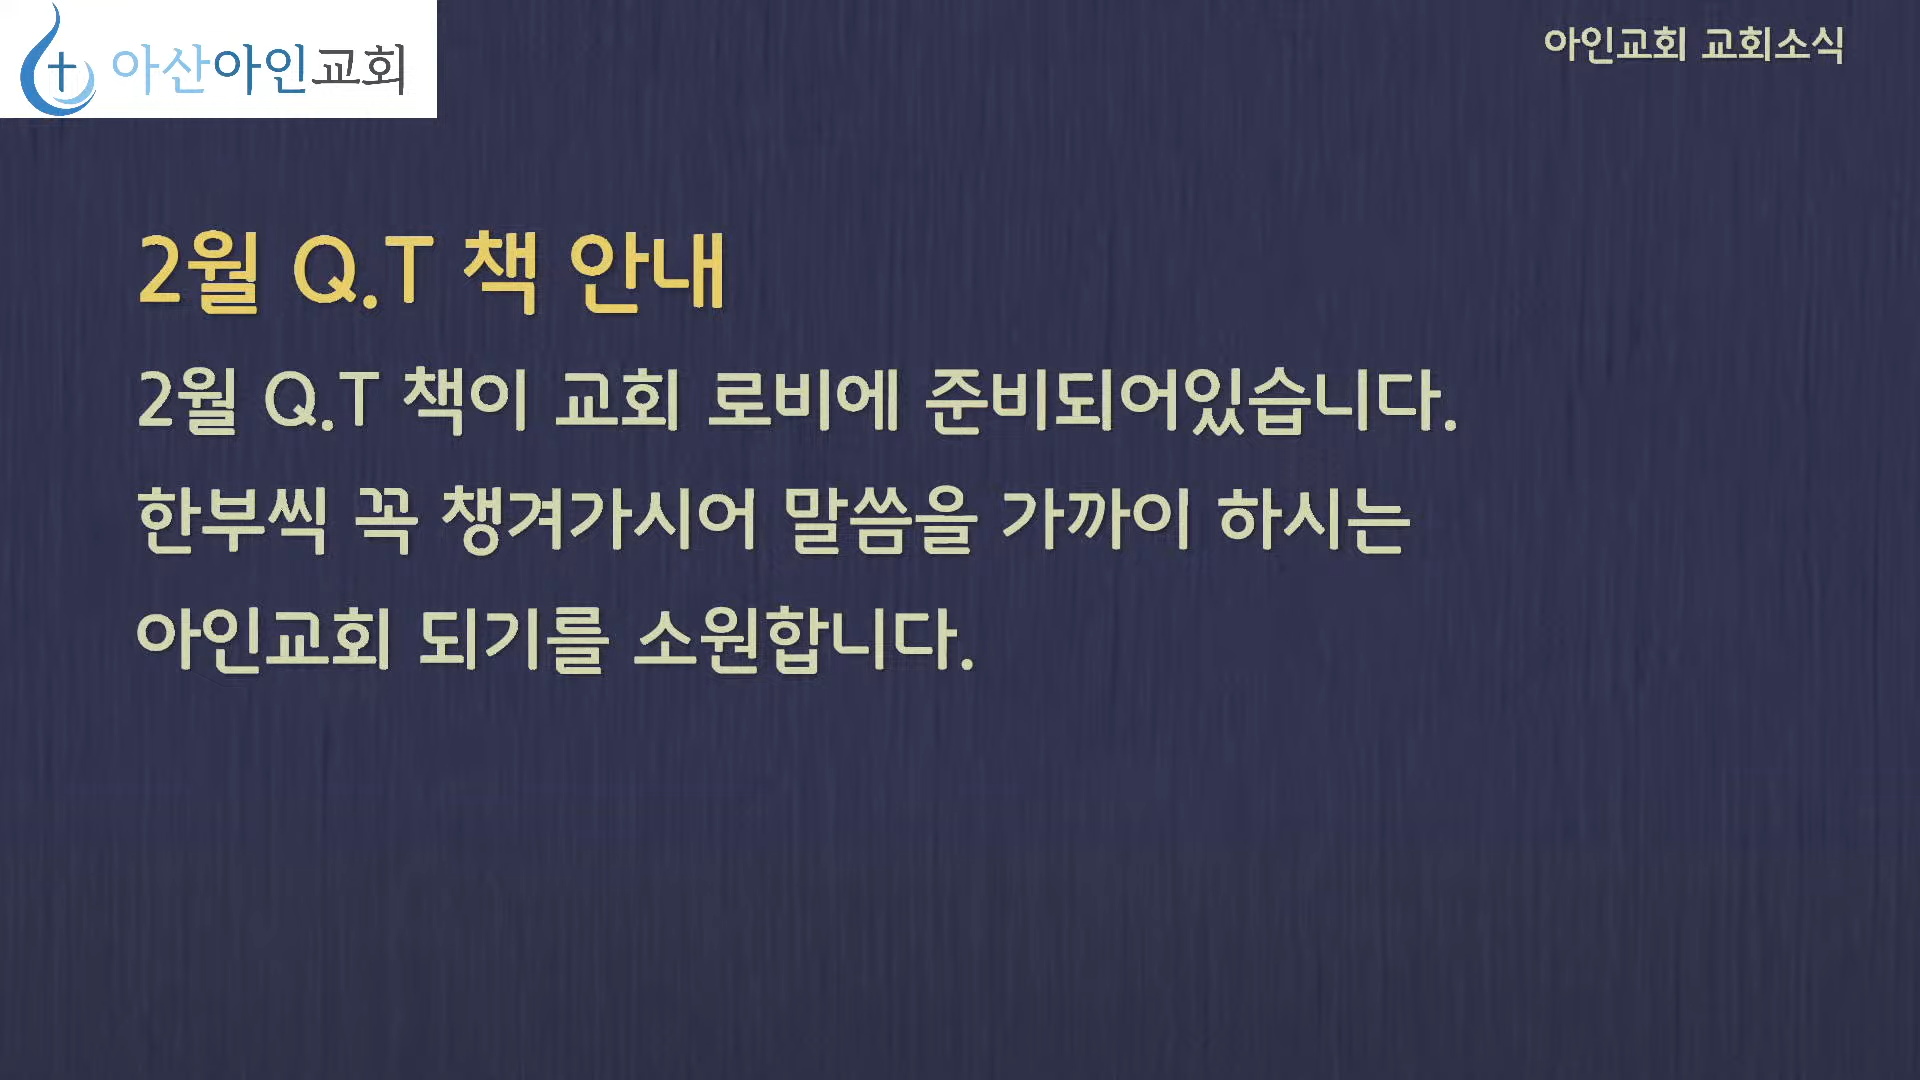 아산아인교회
아인교회 교회소식
2월 Q.T 책 안내
2월 Q.T 책이 교회 로비에 준비되어있습니다.
한부씩 꼭 챙겨가시어 말씀을 가까이 하시는
아인교회 되기를 소원합니다.